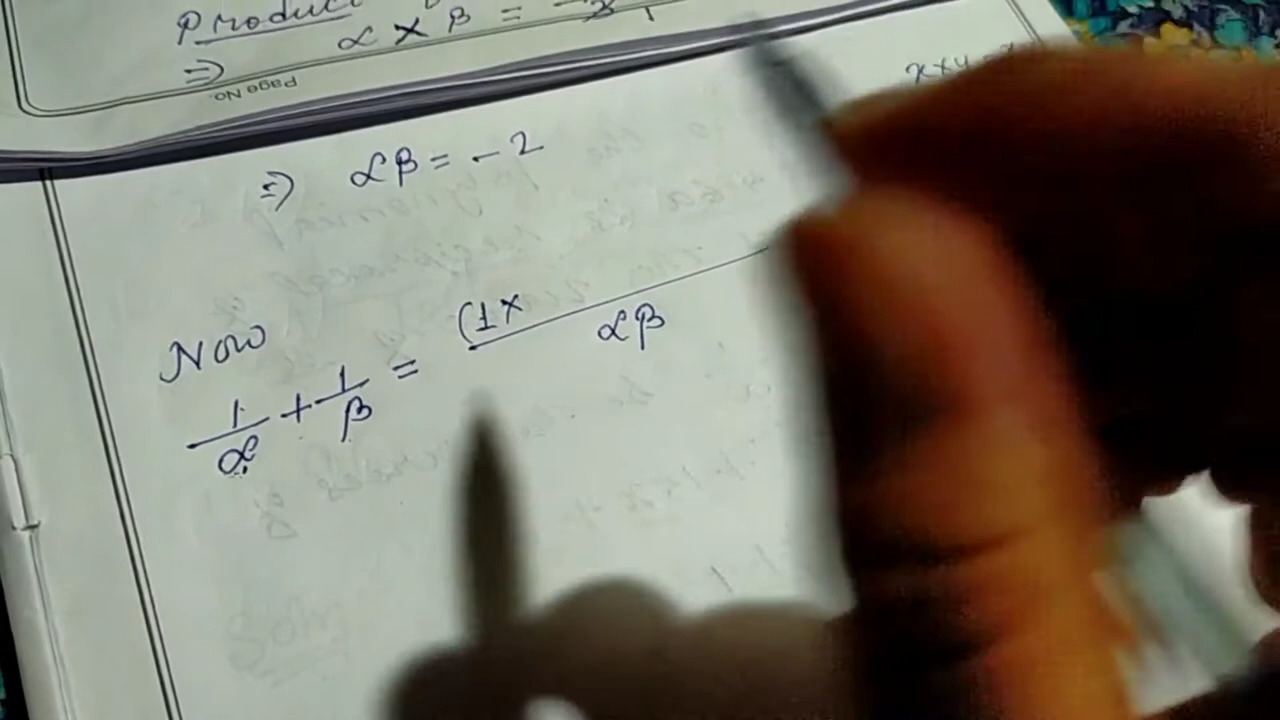 Product
⇒ α × β =
Page No.
⇒ αβ = -2
Now
1/α + 1/β = (1×  / αβ